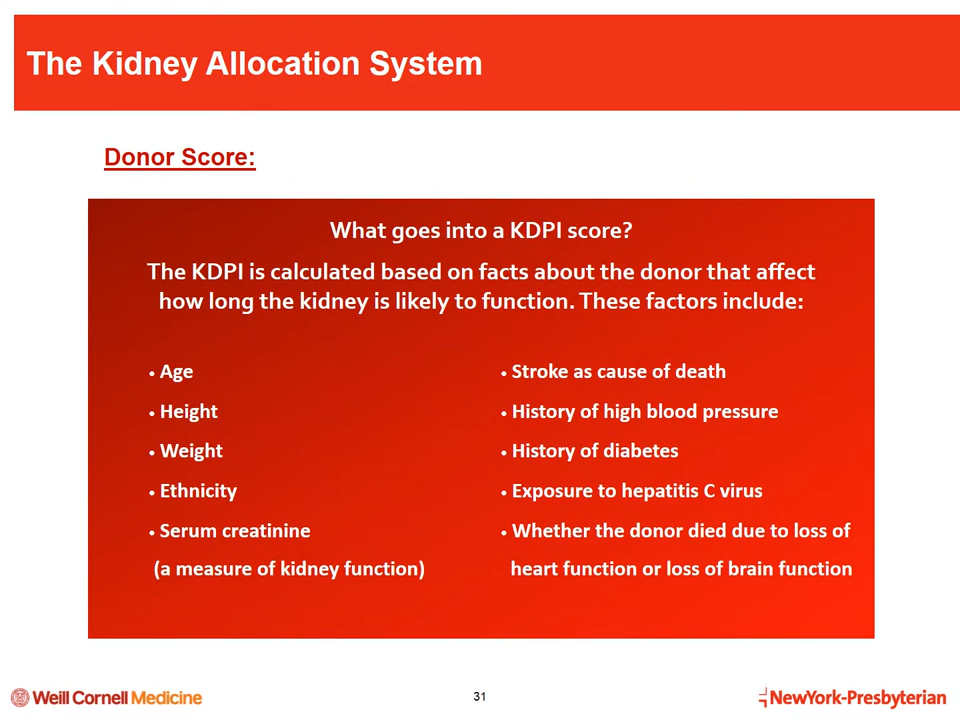 The Kidney Allocation System
Donor Score:
What goes into a KDPI score?
The KDPI is calculated based on facts about the donor that affect
how long the kidney is likely to function. These factors include:
• Age
• Height
• Weight
• Ethnicity
• Serum creatinine
(a measure of kidney function)
• Stroke as cause of death
• History of high blood pressure
• History of diabetes
• Exposure to hepatitis C virus
• Whether the donor died due to loss of
heart function or loss of brain function
Weill Cornell Medicine
31
NewYork-Presbyterian